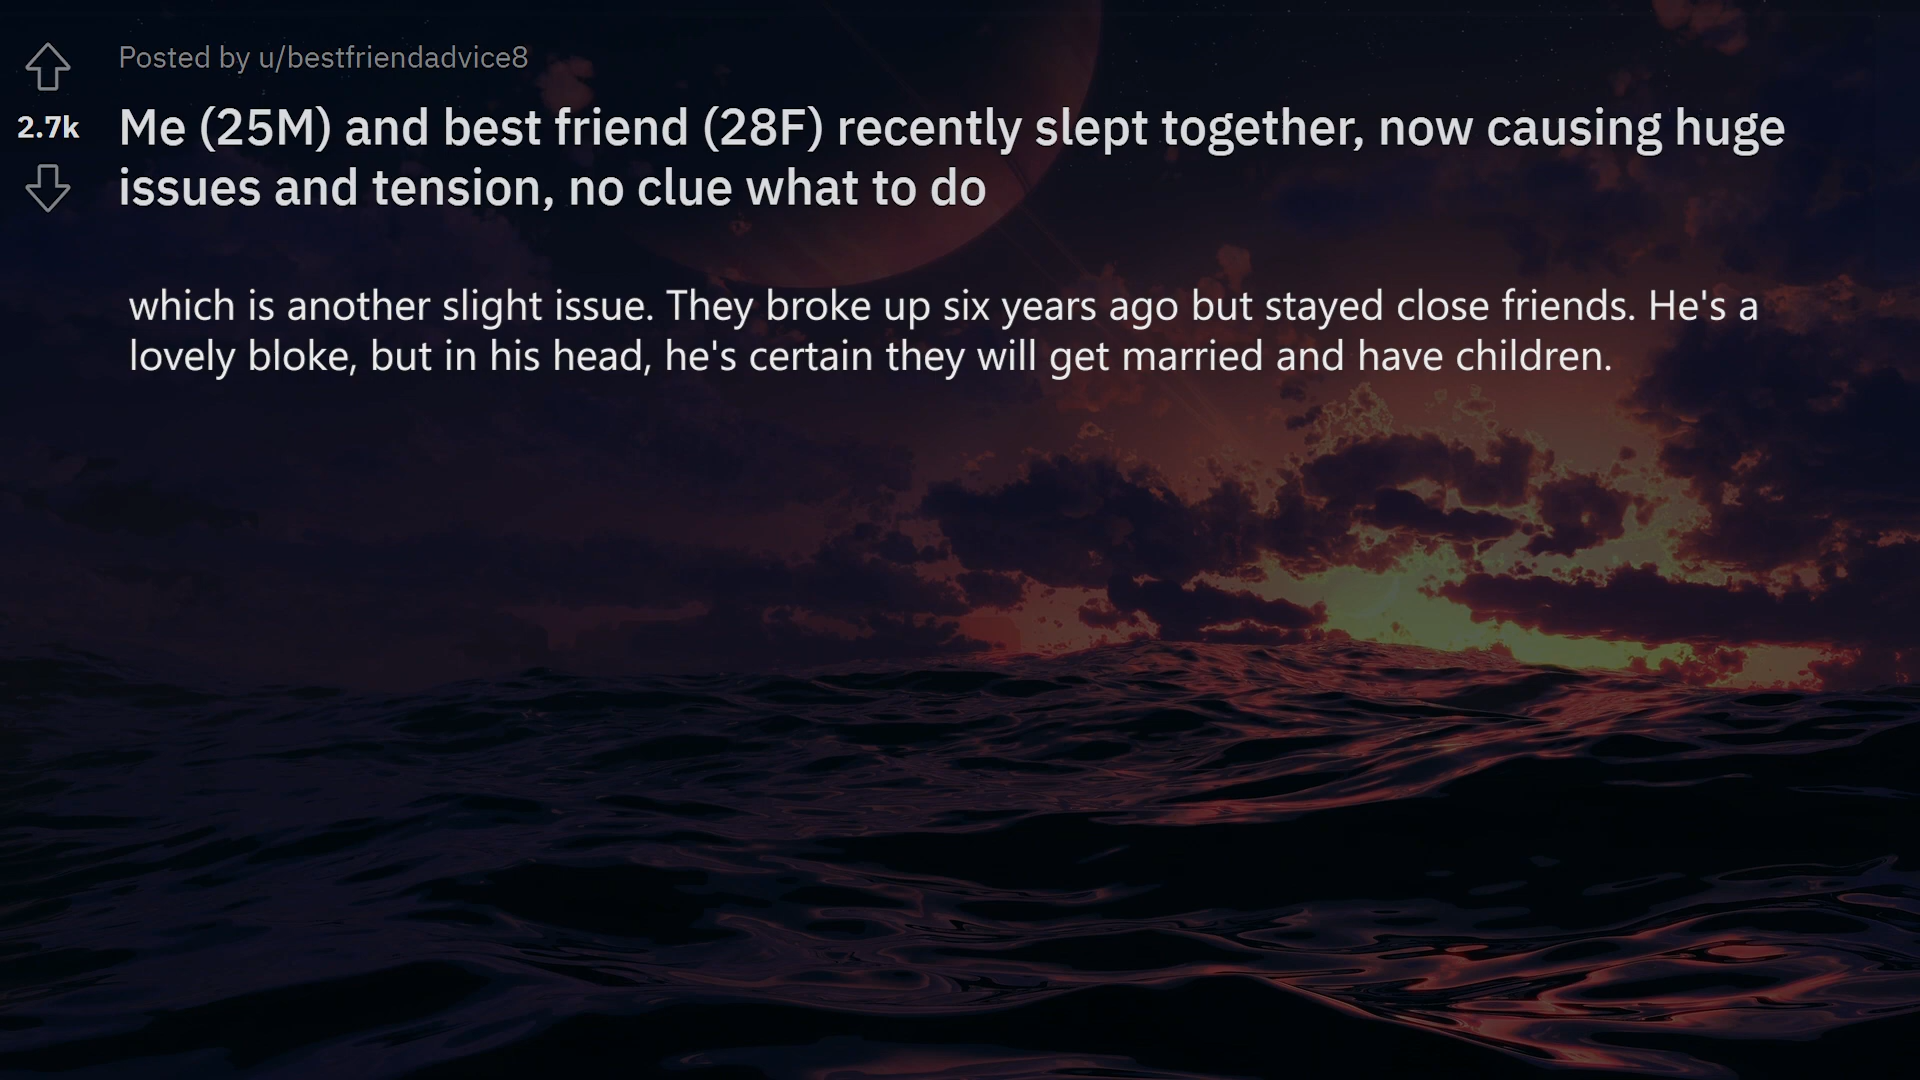 Posted by u/bestfriendadvice8
2.7k
Me (25M) and best friend (28F) recently slept together, now causing huge
issues and tension, no clue what to do
which is another slight issue. They broke up six years ago but stayed close friends. He's a
lovely bloke, but in his head, he's certain they will get married and have children.